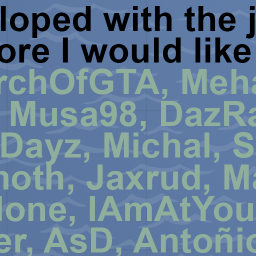 loped with the j
ore I would like
rchOfGTA, Meha
Musa98, DazRa
Dayz, Michal, S
noth, Jaxrud, Ma
lone, IAmAtYou
er, AsD, Antoñio